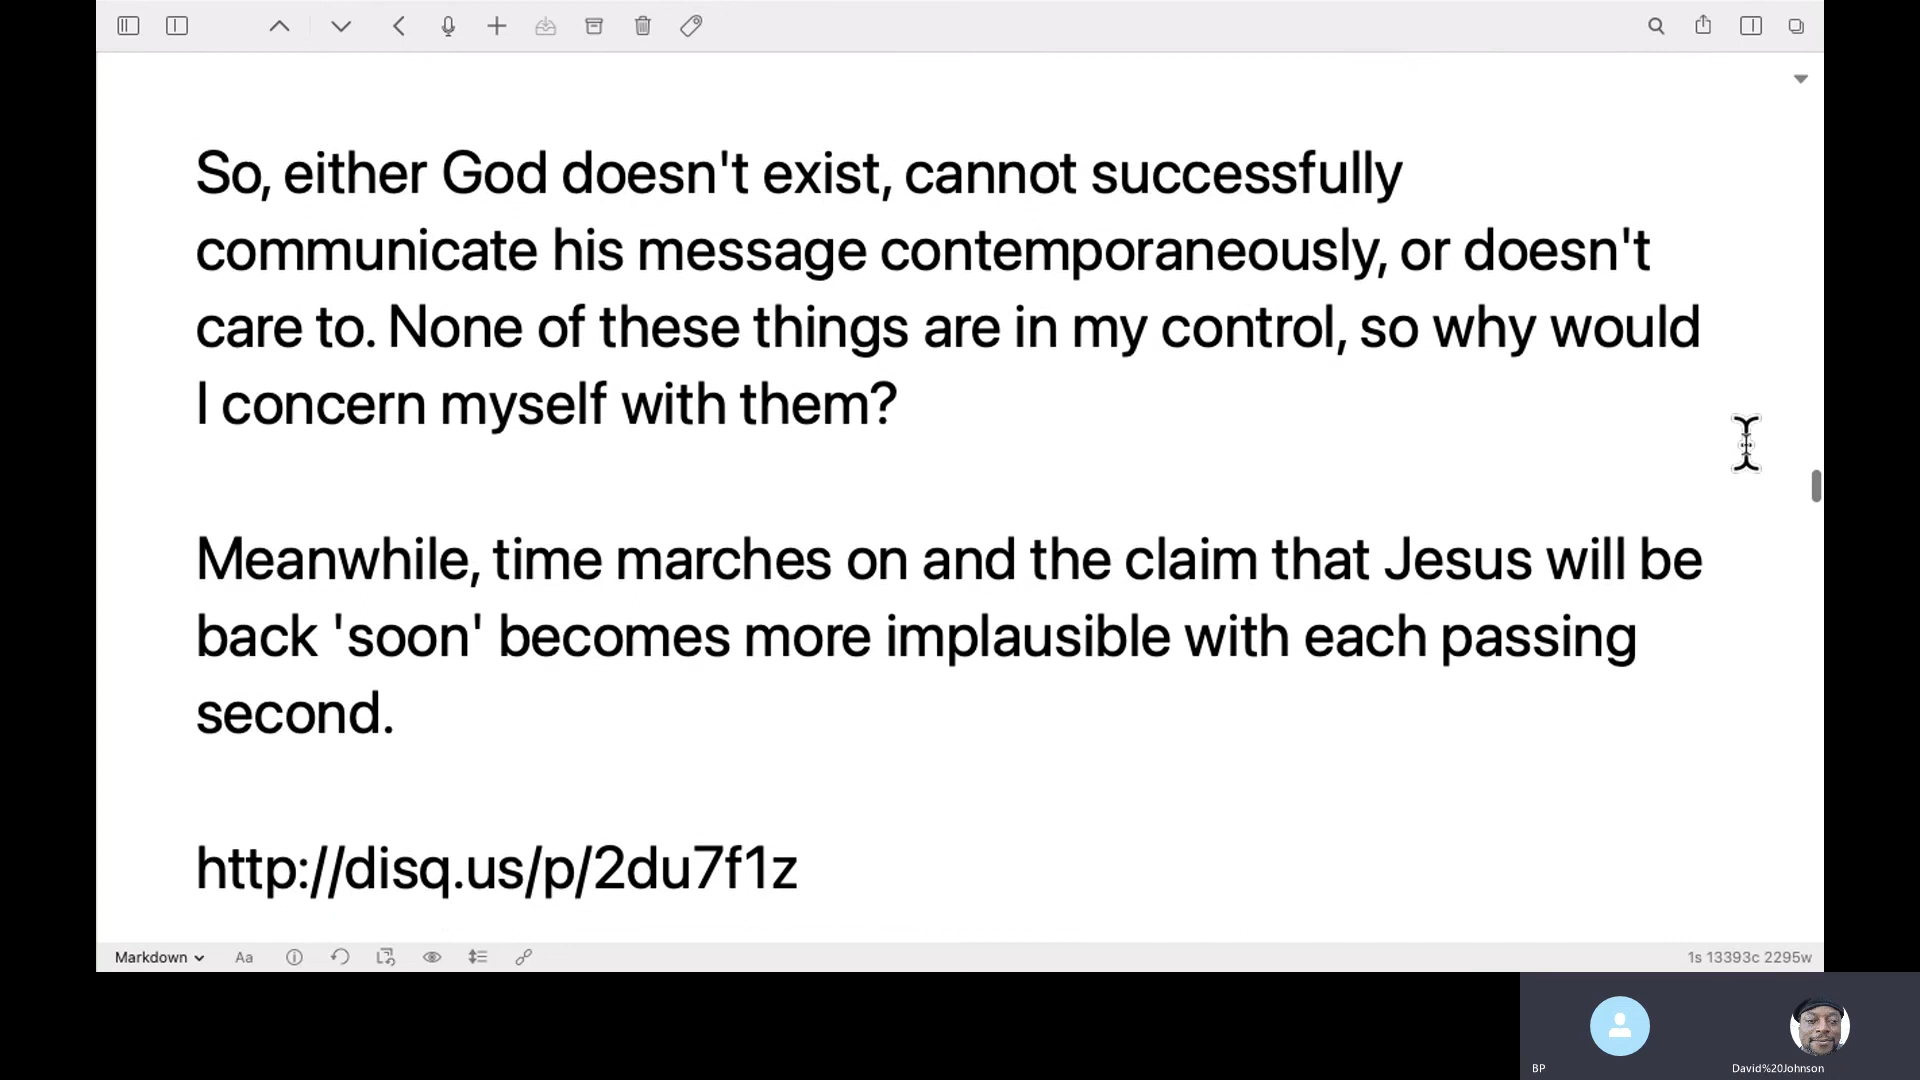 So, either God doesn't exist, cannot successfully
communicate his message contemporaneously, or doesn't
care to. None of these things are in my control, so why would
I concern myself with them?
Meanwhile, time marches on and the claim that Jesus will be
back 'soon' becomes more implausible with each passing
second.
http://disq.us/p/2du7f1z
Markdown Aa 1s 13393c 2295w
BP David%20Johnson